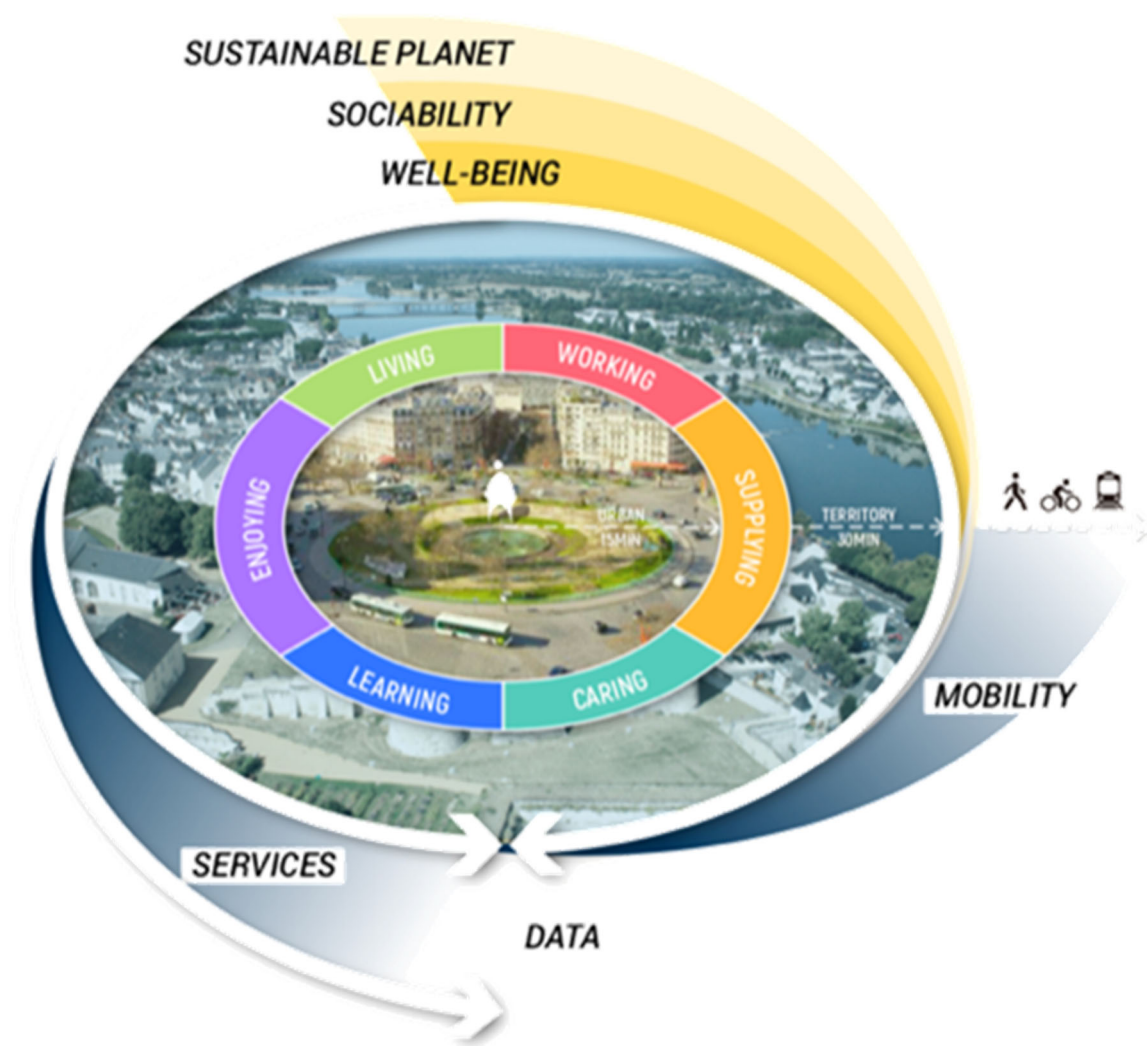 SUSTAINABLE PLANET
SOCIABILITY
WELL-BEING
LIVING
WORKING
ENJOYING
SUPPLYING
URBAN
15MIN
TERRITORY
30MIN
LEARNING
CARING
MOBILITY
SERVICES
DATA